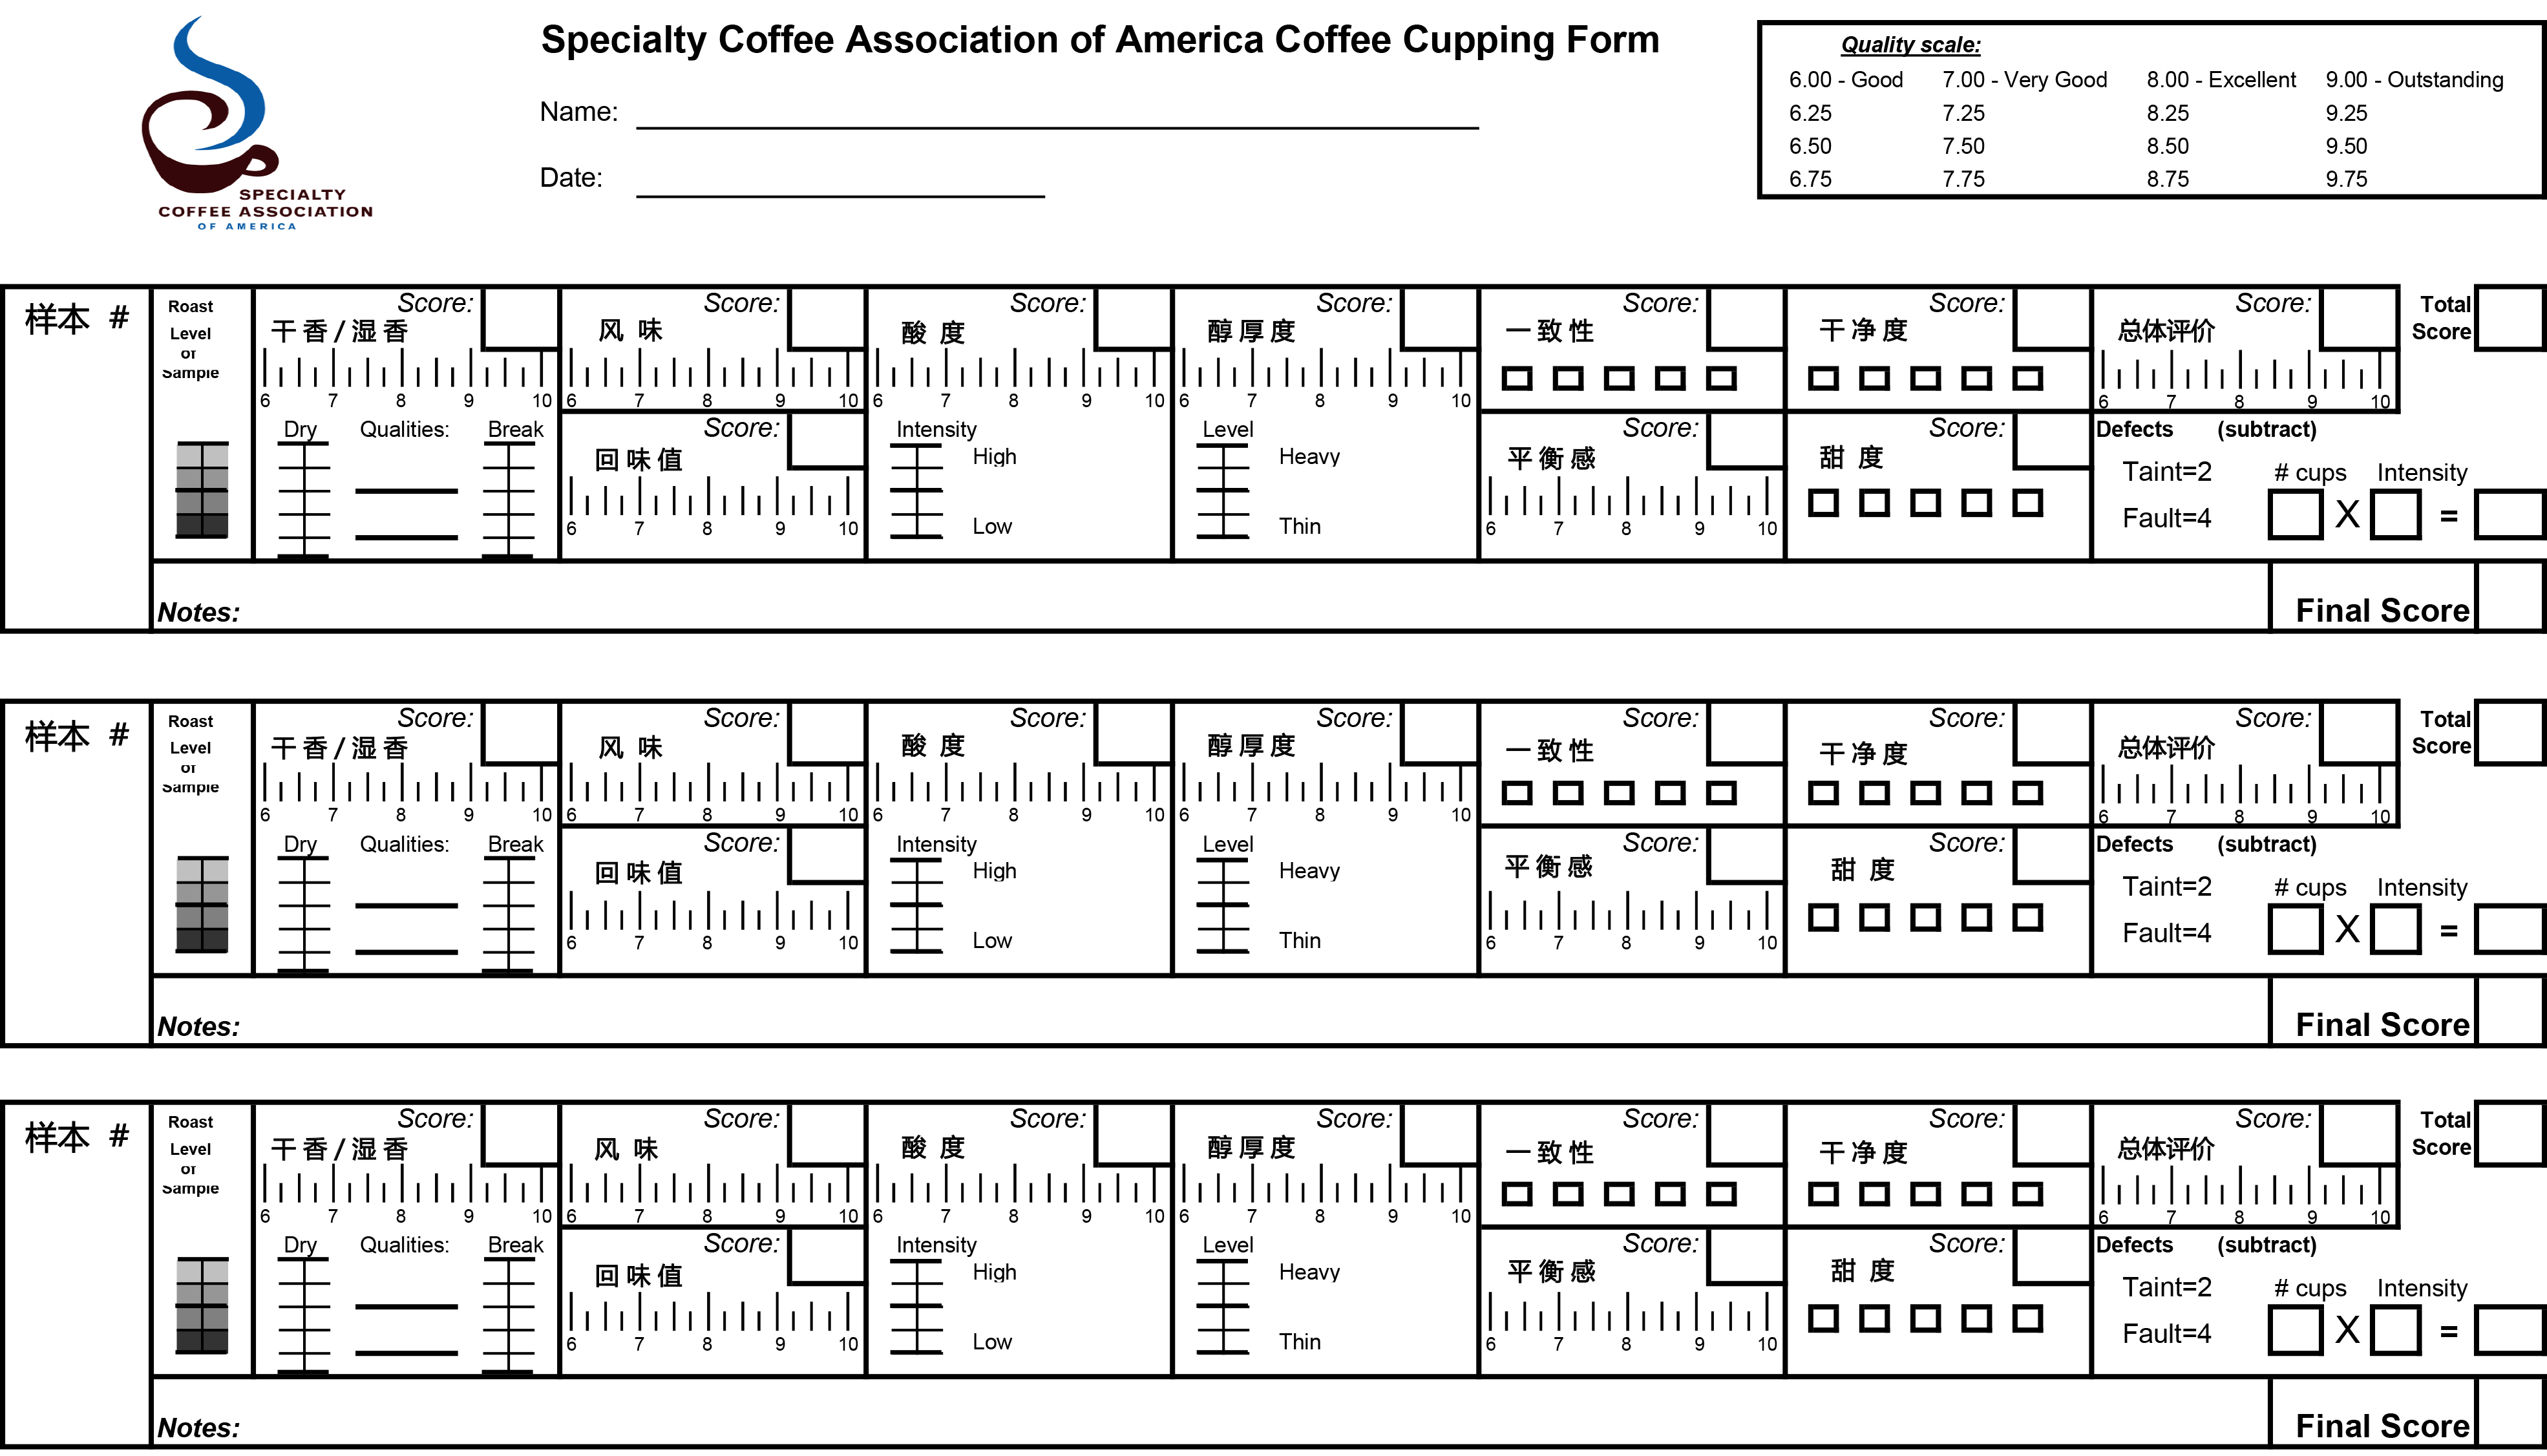 SPECIALTY
COFFEE ASSOCIATION
OF AMERICA
Specialty Coffee Association of America Coffee Cupping Form
Name:
Date:
Quality scale:
6.00 - Good 7.00 - Very Good 8.00 - Excellent 9.00 - Outstanding
6.25 7.25 8.25 9.25
6.50 7.50 8.50 9.50
6.75 7.75 8.75 9.75
样本 # Roast Level of Sample
干香/湿香 Score:
6 7 8 9 10
Dry Qualities: Break
风味 Score:
6 7 8 9 10
回味值 Score:
6 7 8 9 10
酸度 Score:
6 7 8 9 10
Intensity
High
Low
醇厚度 Score:
6 7 8 9 10
Level
Heavy
Thin
一致性 Score:
平衡感 Score:
6 7 8 9 10
干净度 Score:
甜度 Score:
总体评价 Score:
6 7 8 9 10
Total Score
Defects (subtract)
Taint=2 # cups Intensity
Fault=4 X =
Notes: Final Score
样本 # Roast Level of Sample
干香/湿香 Score:
6 7 8 9 10
Dry Qualities: Break
风味 Score:
6 7 8 9 10
回味值 Score:
6 7 8 9 10
酸度 Score:
6 7 8 9 10
Intensity
High
Low
醇厚度 Score:
6 7 8 9 10
Level
Heavy
Thin
一致性 Score:
平衡感 Score:
6 7 8 9 10
干净度 Score:
甜度 Score:
总体评价 Score:
6 7 8 9 10
Total Score
Defects (subtract)
Taint=2 # cups Intensity
Fault=4 X =
Notes: Final Score
样本 # Roast Level of Sample
干香/湿香 Score:
6 7 8 9 10
Dry Qualities: Break
风味 Score:
6 7 8 9 10
回味值 Score:
6 7 8 9 10
酸度 Score:
6 7 8 9 10
Intensity
High
Low
醇厚度 Score:
6 7 8 9 10
Level
Heavy
Thin
一致性 Score:
平衡感 Score:
6 7 8 9 10
干净度 Score:
甜度 Score:
总体评价 Score:
6 7 8 9 10
Total Score
Defects (subtract)
Taint=2 # cups Intensity
Fault=4 X =
Notes: Final Score